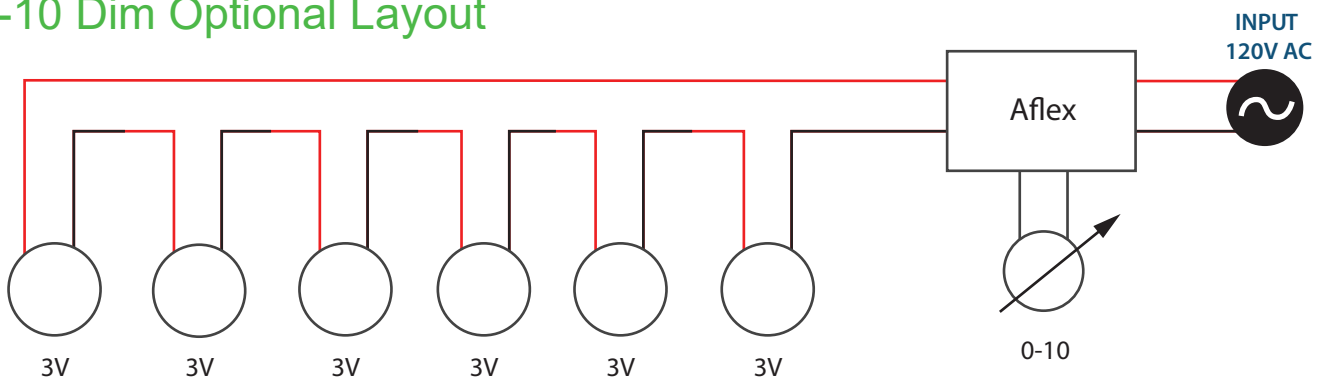 -10 Dim Optional Layout
INPUT
120V AC
Aflex
0-10
3V 3V 3V 3V 3V 3V